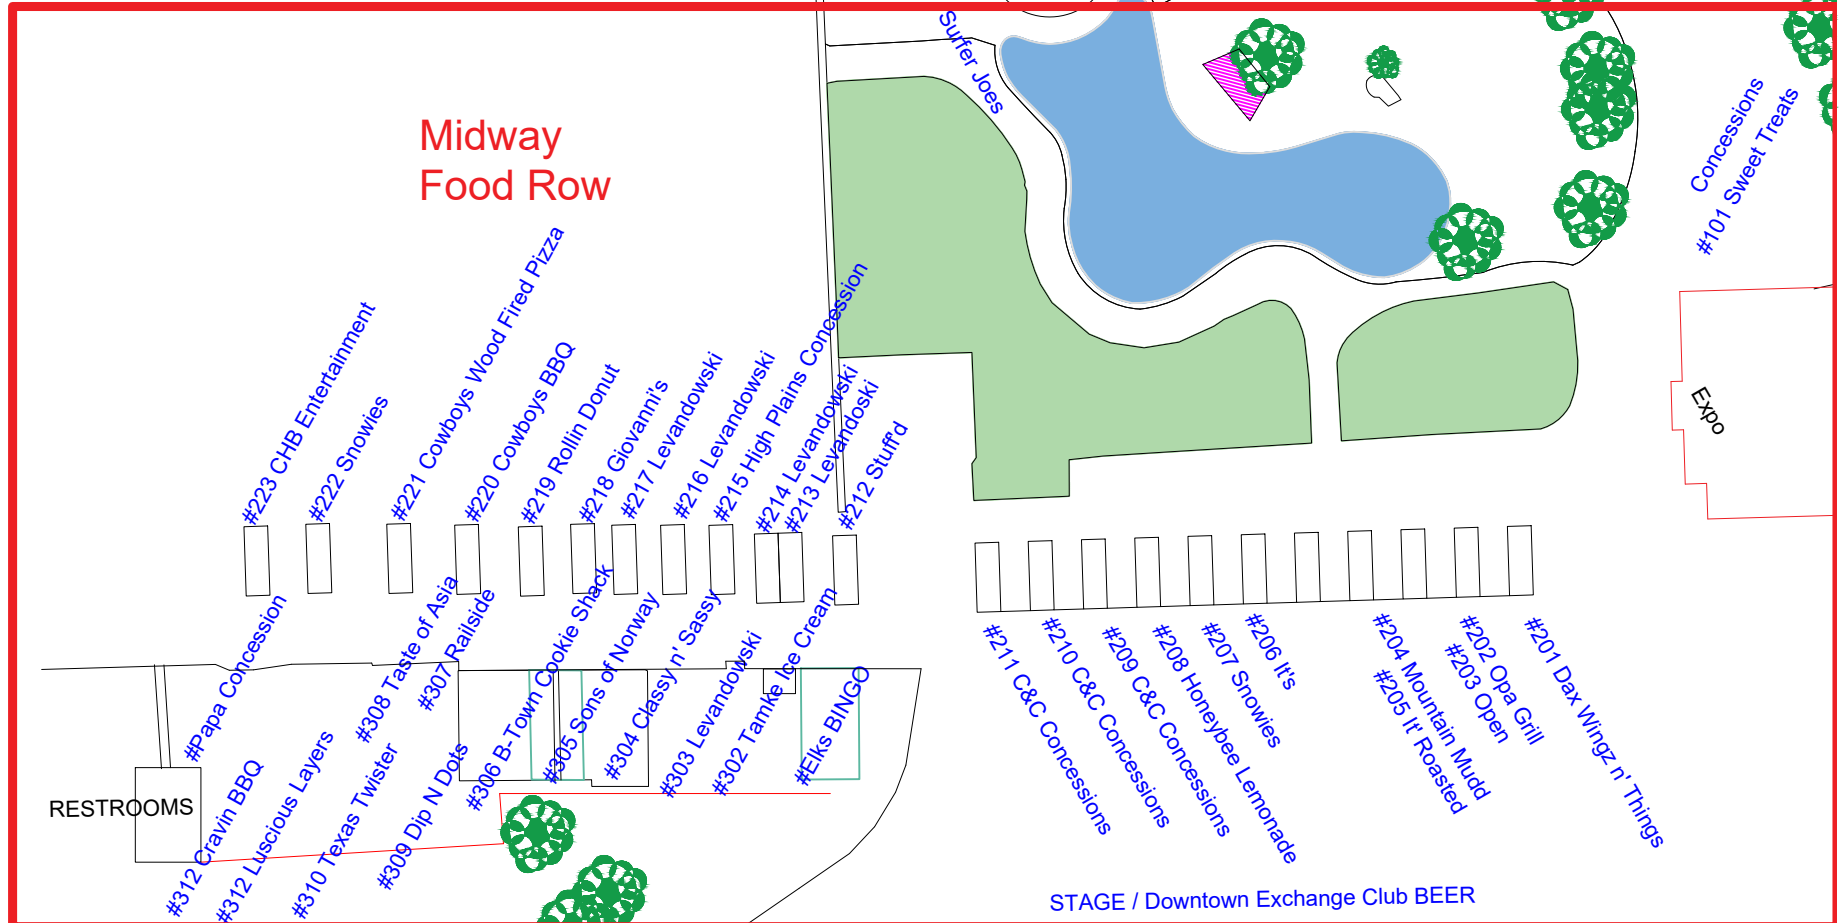 Surfer Joes
Midway
Food Row
Concessions
#101 Sweet Treats
#223 CHB Entertainment
#222 Snowies
#221 Cowboys Wood Fired Pizza
#220 Cowboys BBQ
#219 Rollin Donut
#218 Giovanni's
#217 Levandowski
#216 Levandowski
#215 High Plains Concession
#214 Levandowski
#213 Levandoski
#212 Stuff'd
Expo
#Papa Concession
#308 Taste of Asia
#307 Railside
#306 B-Town Cookie Shack
#305 Sons of Norway
#304 Classy n' Sassy
#303 Levandowski
#302 Tamke Ice Cream
#Elks BINGO
#211 C&C Concessions
#210 C&C Concessions
#209 C&C Concessions
#208 Honeybee Lemonade
#207 Snowies
#206 It's
#204 Mountain Mudd
#205 It' Roasted
#202 Opa Grill
#203 Open
#201 Dax Wingz n' Things
RESTROOMS
#312 Cravin BBQ
#312 Luscious Layers
#310 Texas Twister
#309 Dip N Dots
STAGE / Downtown Exchange Club BEER